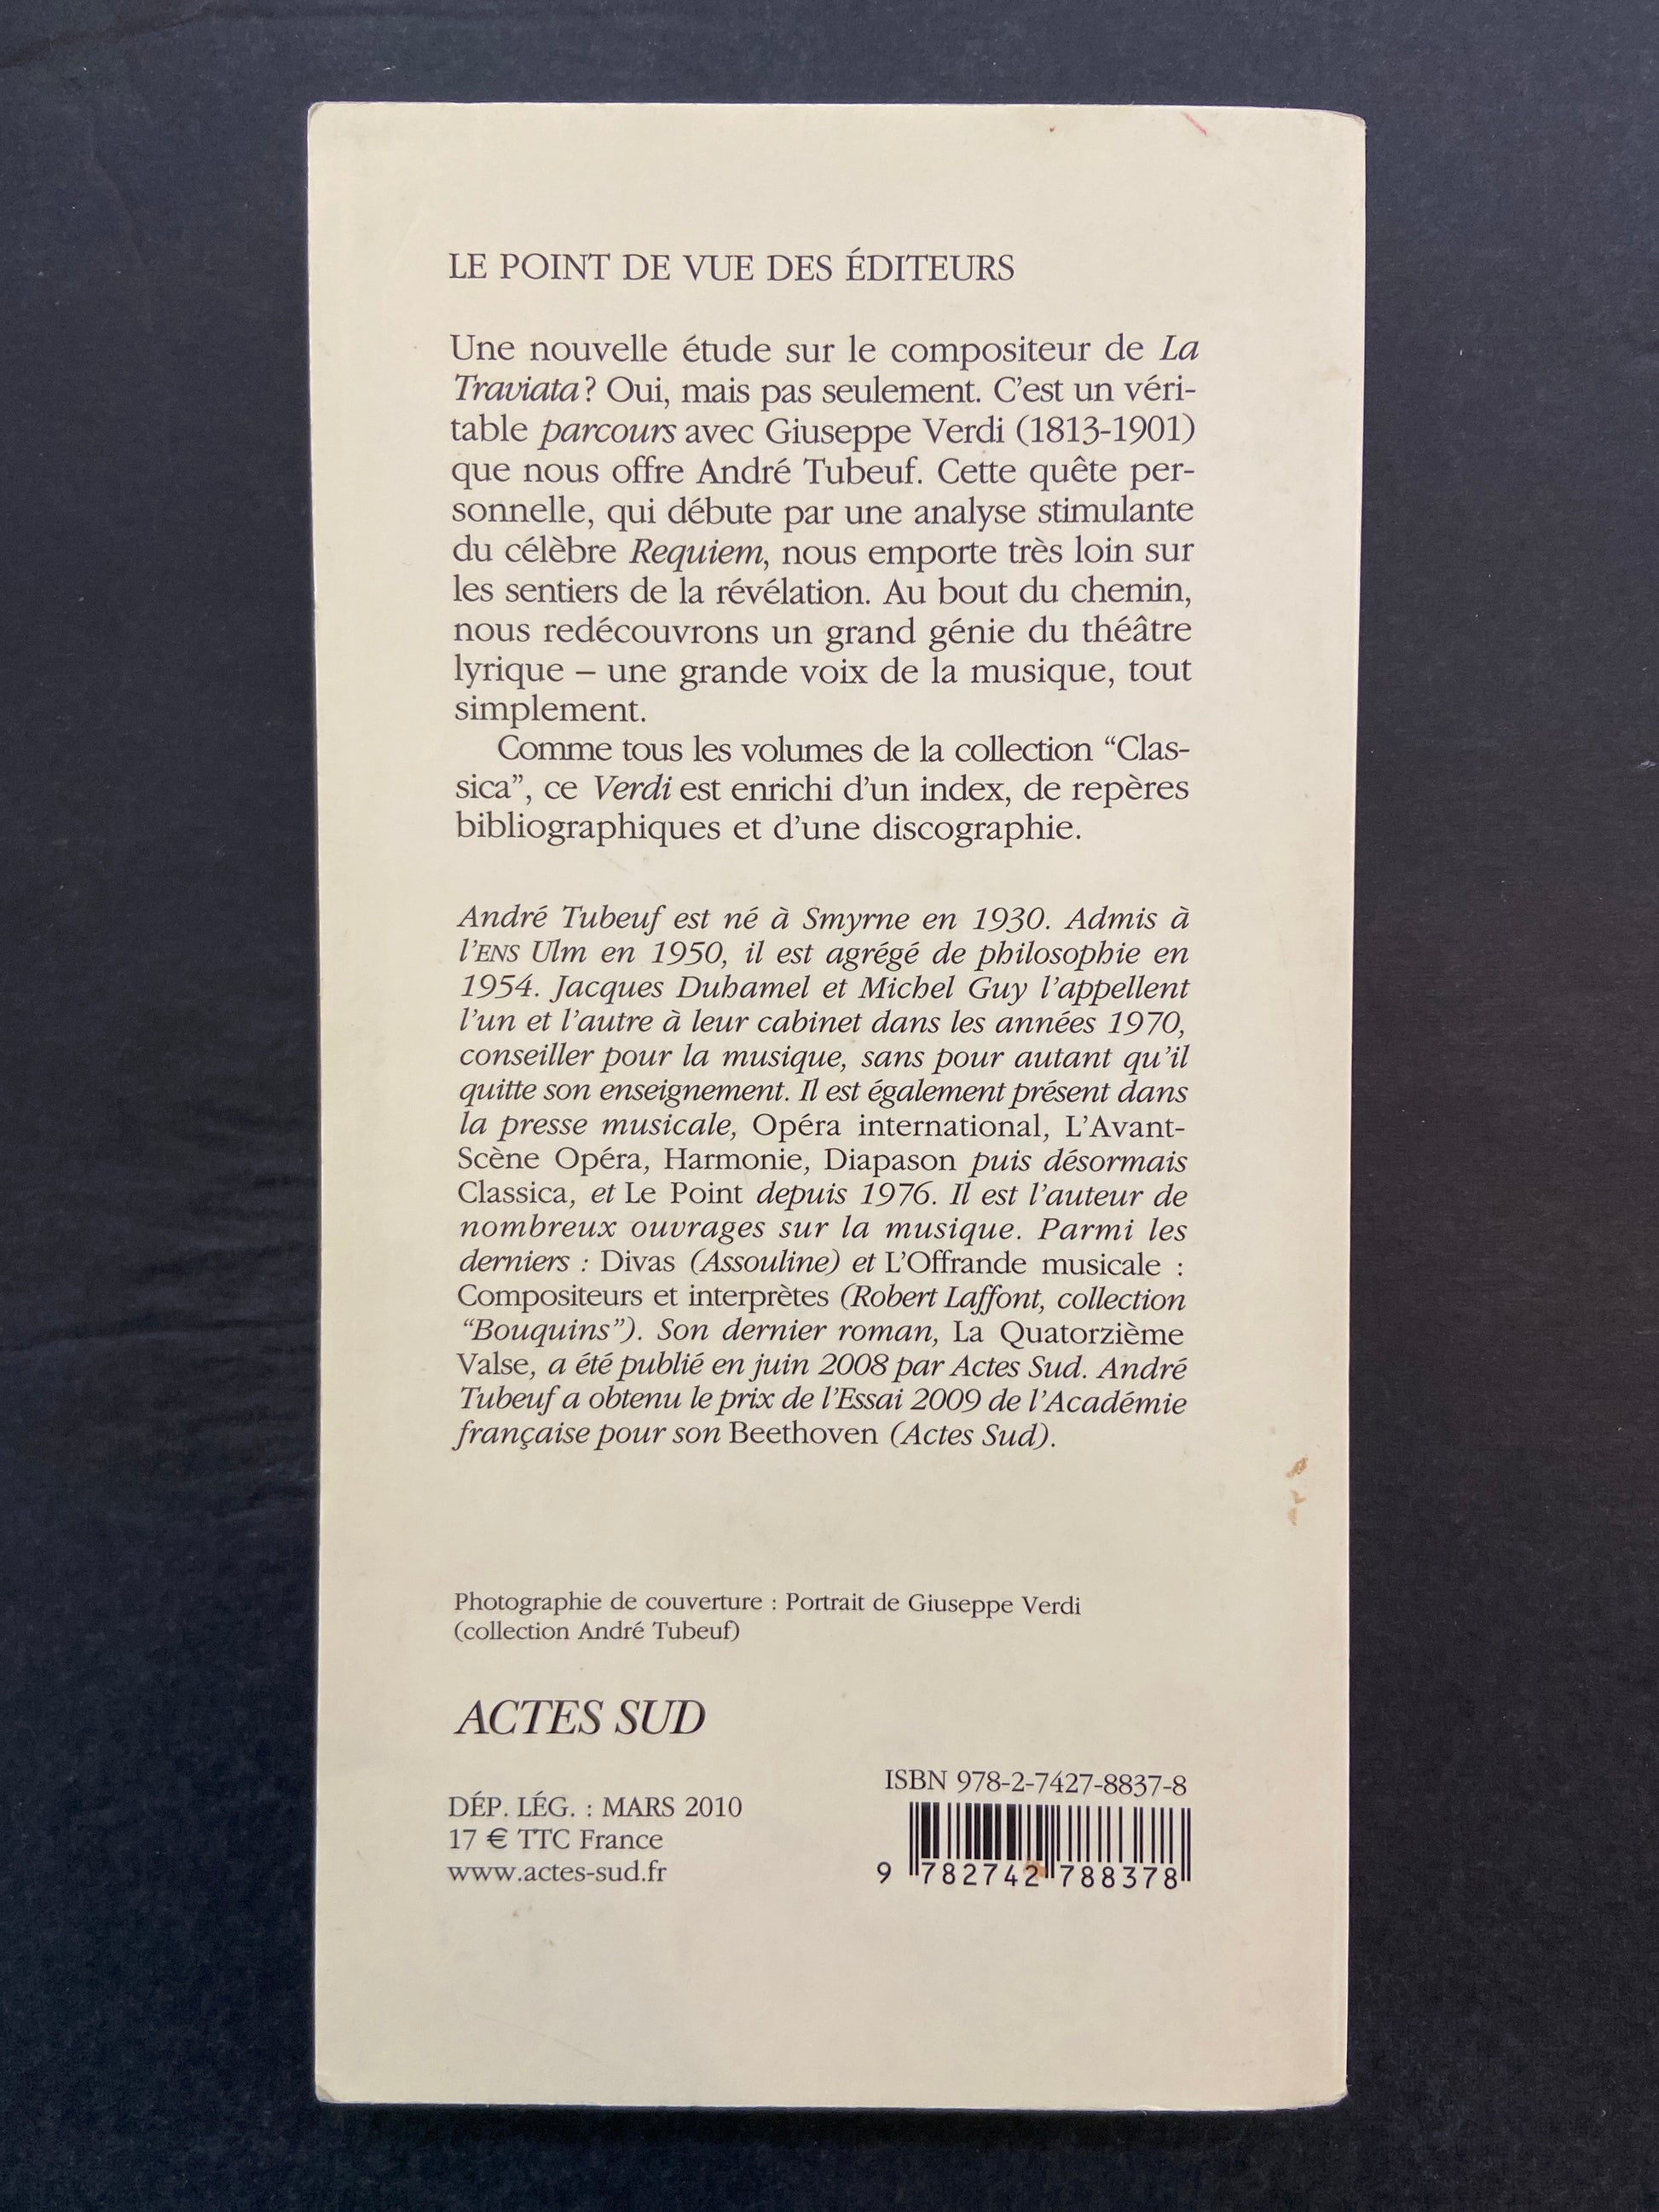 LE POINT DE VUE DES ÉDITEURS
Une nouvelle étude sur le compositeur de La
Traviata? Oui, mais pas seulement. C’est un véri-
table parcours avec Giuseppe Verdi (1813-1901)
que nous offre André Tubeuf. Cette quête per-
sonnelle, qui débute par une analyse stimulante
du célèbre Requiem, nous emporte très loin sur
les sentiers de la révélation. Au bout du chemin,
nous redécouvrons un grand génie du théâtre
lyrique – une grande voix de la musique, tout
simplement.
Comme tous les volumes de la collection “Clas-
sica”, ce Verdi est enrichi d’un index, de repères
bibliographiques et d’une discographie.
André Tubeuf est né à Smyrne en 1930. Admis à
l’ENS Ulm en 1950, il est agrégé de philosophie en
1954. Jacques Duhamel et Michel Guy l’appellent
l’un et l’autre à leur cabinet dans les années 1970,
conseiller pour la musique, sans pour autant qu’il
quitte son enseignement. Il est également présent dans
la presse musicale, Opéra international, L’Avant-
Scène Opéra, Harmonie, Diapason puis désormais
Classica, et Le Point depuis 1976. Il est l’auteur de
nombreux ouvrages sur la musique. Parmi les
derniers : Divas (Assouline) et L’Offrande musicale :
Compositeurs et interprètes (Robert Laffont, collection
“Bouquins”). Son dernier roman, La Quatorzième
Valse, a été publié en juin 2008 par Actes Sud. André
Tubeuf a obtenu le prix de l’Essai 2009 de l’Académie
française pour son Beethoven (Actes Sud).
Photographie de couverture : Portrait de Giuseppe Verdi
(collection André Tubeuf)
ACTES SUD
DÉP. LÉG. : MARS 2010
17 € TTC France
www.actes-sud.fr
ISBN 978-2-7427-8837-8
9 782742 788378